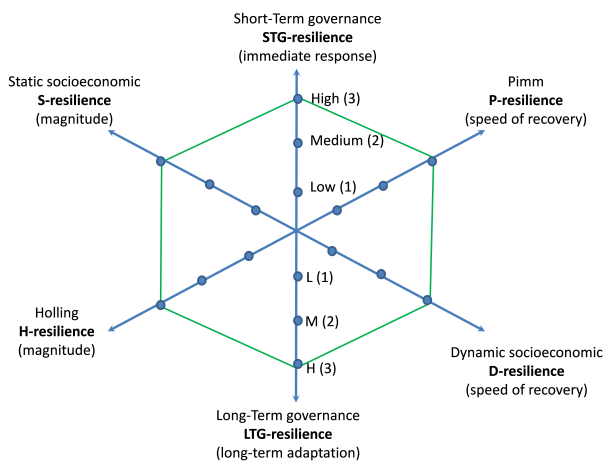 Short-Term governance
STG-resilience
(immediate response)
Static socioeconomic
S-resilience
(magnitude)
Pimm
P-resilience
(speed of recovery)
High (3)
Medium (2)
Low (1)
L (1)
M (2)
H (3)
Holling
H-resilience
(magnitude)
Dynamic socioeconomic
D-resilience
(speed of recovery)
Long-Term governance
LTG-resilience
(long-term adaptation)